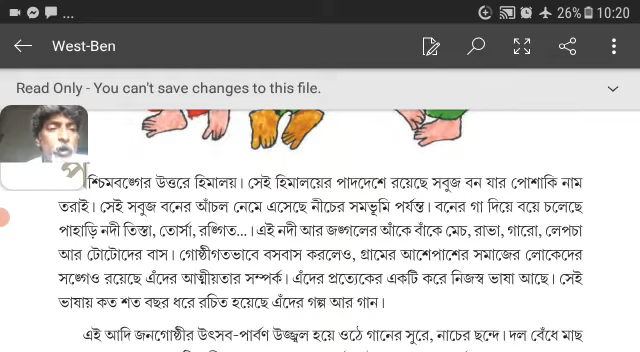 ... 26% 10:20
West-Ben
Read Only - You can't save changes to this file.
পশ্চিমবঙ্গের উত্তরে হিমালয়। সেই হিমালয়ের পাদদেশে রয়েছে সবুজ বন যার পোশাকি নাম
তরাই। সেই সবুজ বনের আঁচল নেমে এসেছে নীচের সমভূমি পর্যন্ত। বনের গা দিয়ে বয়ে চলেছে
পাহাড়ি নদী তিস্তা, তোর্সা, রঙ্গিত...। এই নদী আর জঙ্গলের আঁকে বাঁকে মেচ, রাভা, গারো, লেপচা
আর টোটোদের বাস। গোষ্ঠীগতভাবে বসবাস করলেও, গ্রামের আশেপাশের সমাজের লোকেদের
সঙ্গেও রয়েছে এঁদের আত্মীয়তার সম্পর্ক। এঁদের প্রত্যেকের একটি করে নিজস্ব ভাষা আছে। সেই
ভাষায় কত শত বছর ধরে রচিত হয়েছে এঁদের গল্প আর গান।
এই আদি জনগোষ্ঠীর উৎসব-পার্বণ উজ্জ্বল হয়ে ওঠে গানের সুরে, নাচের ছন্দে। দল বেঁধে মাছ